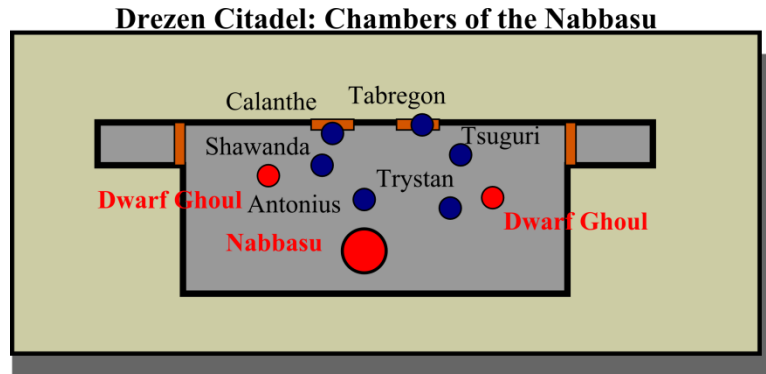 Drezen Citadel: Chambers of the Nabbasu
Calanthe
Tabregon
Shawanda
Tsuguri
Dwarf Ghoul
Antonius
Trystan
Dwarf Ghoul
Nabbasu